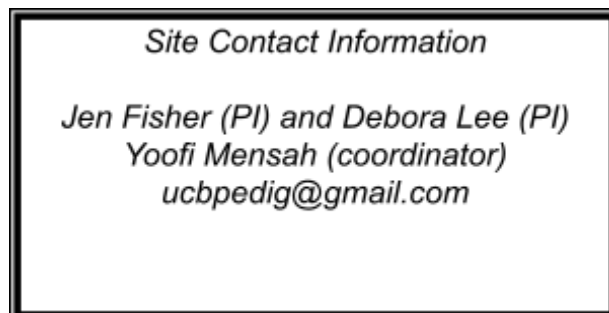 Site Contact Information
Jen Fisher (PI) and Debora Lee (PI)
Yoofi Mensah (coordinator)
ucbpedig@gmail.com